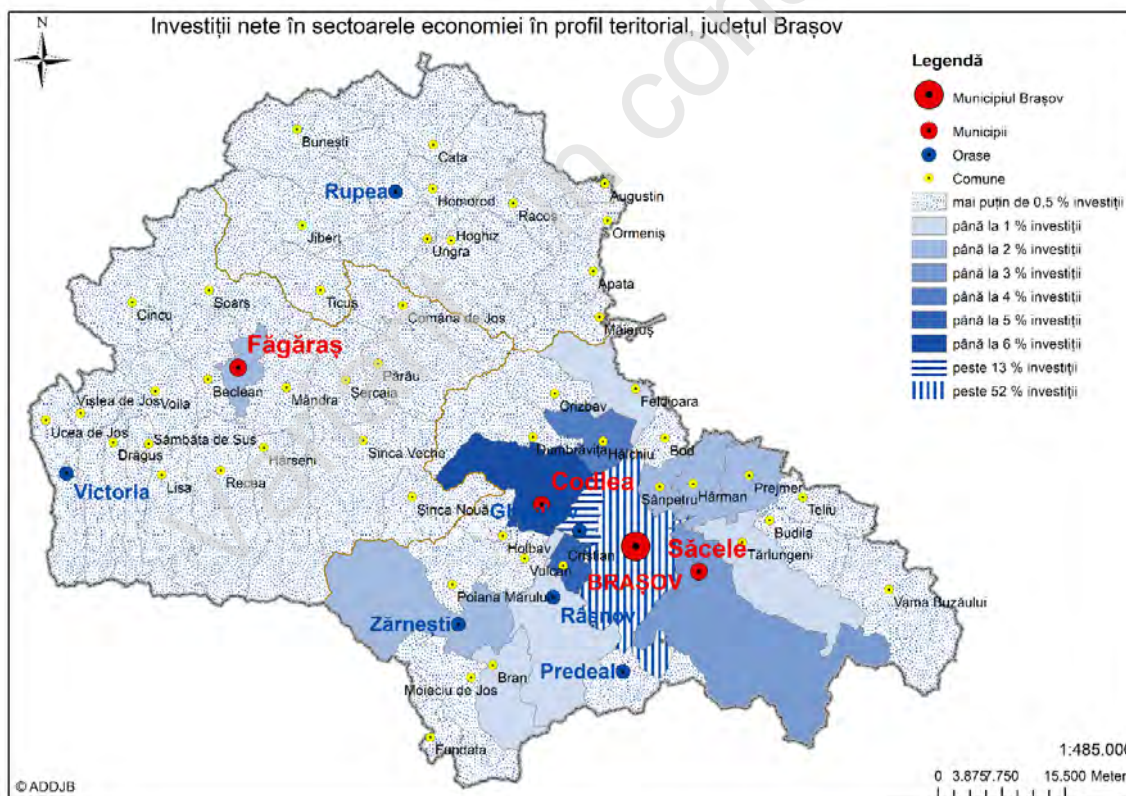 Investiții nete în sectoarele economiei în profil teritorial, județul Brașov
N
Legendă
Municipiul Brașov
Municipii
Orase
Comune
mai puțin de 0,5 % investiții
până la 1 % investiții
până la 2 % investiții
până la 3 % investiții
până la 4 % investiții
până la 5 % investiții
până la 6 % investiții
peste 13 % investiții
peste 52 % investiții
Bunești
Cata
Rupea
Homorod
Augustin
Racoș
Ormeniș
Jibert
Hoghiz
Ungra
Apata
Soars
Ticuș
Cincu
Comăna de Jos
Măieruș
Făgăraș
Părău
Beclean
Mândra
Șercaia
Viștea de Jos
Voila
Feldioara
Crizbav
Ucea de Jos
Sâmbăta de Sus
Dragus
Hârseni
Șinca Veche
Dumbrăvița
Hălchiu
Bod
Victoria
Lisa
Recea
Codlea
Sânpetru
Hărman
Prejmer
Teliu
Șinca Nouă
Budila
Holbav
Cristian
Săcele
Tărlungeni
Vulcan
BRAȘOV
Poiana Mărului
Râșnov
Vama Buzăului
Zărnești
Bran
Predeal
Moieciu de Jos
Fundata
1:485.000
0 3.8757.750 15.500 Meter
© ADDJB